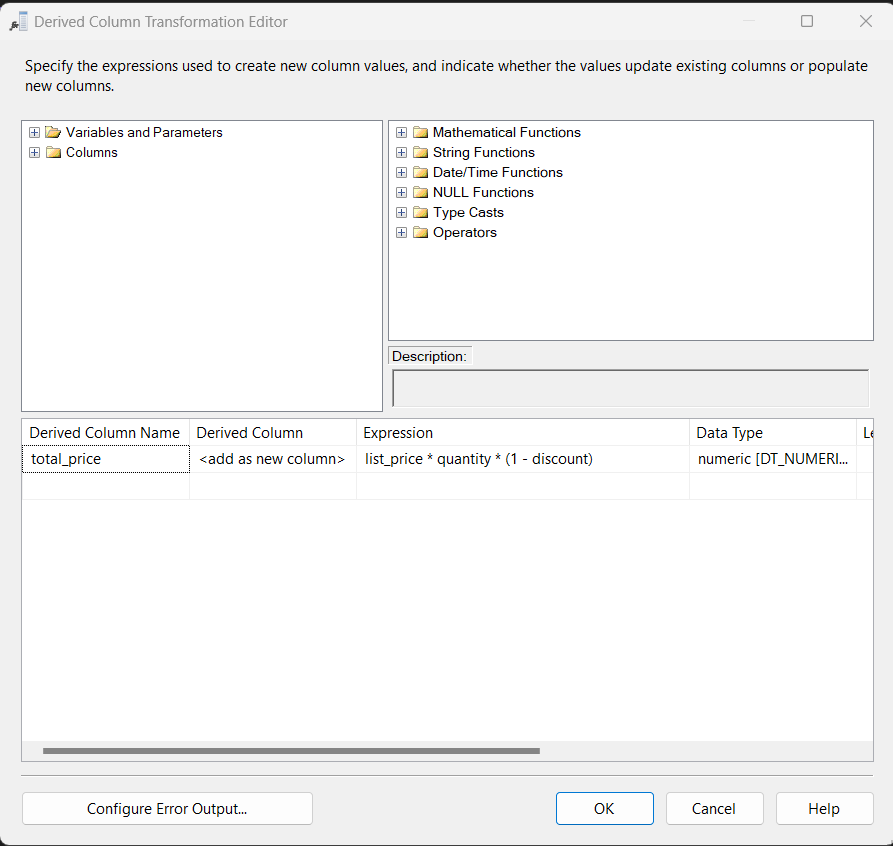 Derived Column Transformation Editor
Specify the expressions used to create new column values, and indicate whether the values update existing columns or populate
new columns.
Variables and Parameters
Columns
Mathematical Functions
String Functions
Date/Time Functions
NULL Functions
Type Casts
Operators
Description:
Derived Column Name Derived Column Expression Data Type Le
total_price <add as new column> list_price * quantity * (1 - discount) numeric [DT_NUMERI...
Configure Error Output... OK Cancel Help